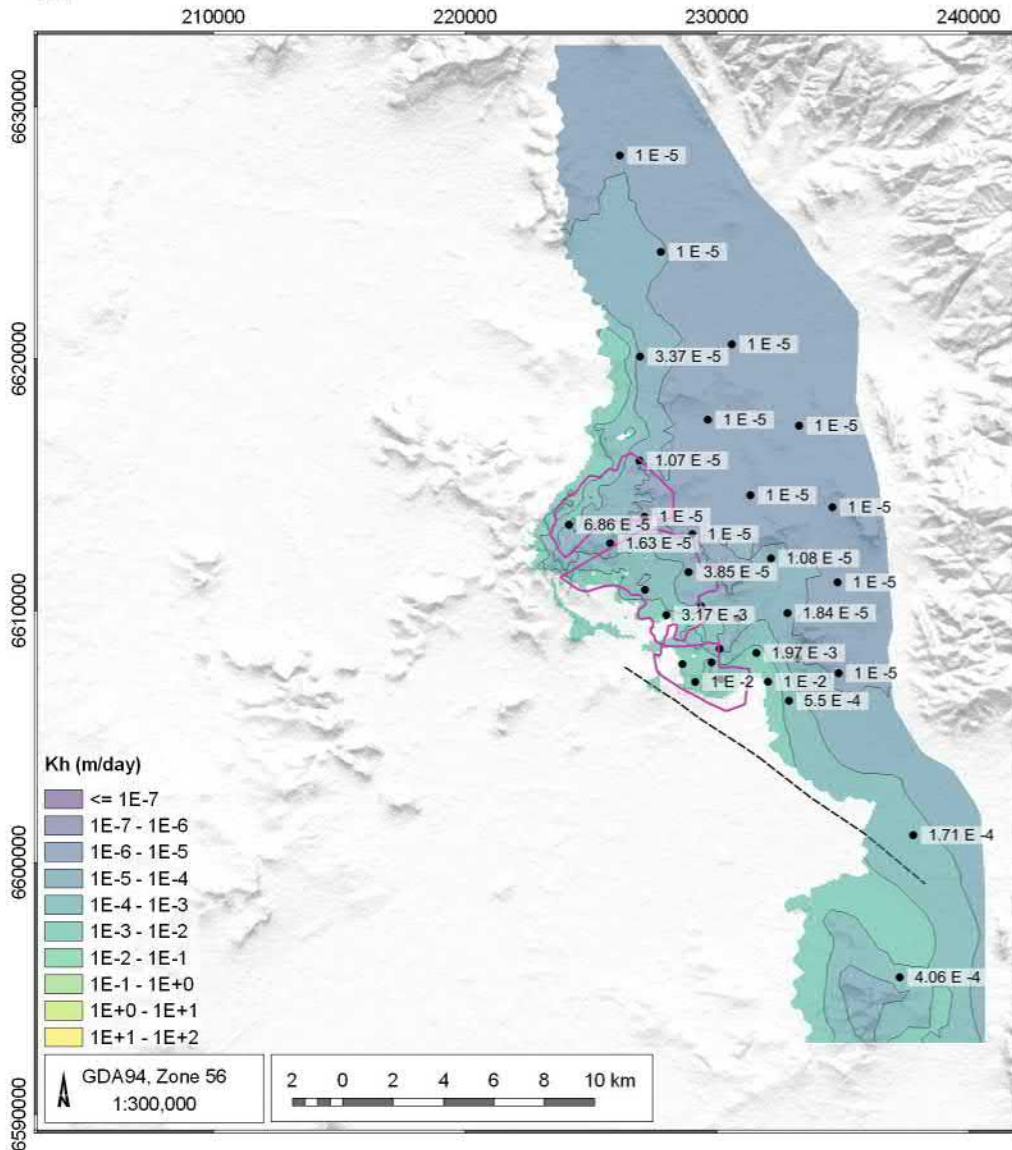 210000 220000 230000 240000
6630000
6620000
6610000
6600000
6590000
1 E -5
1 E -5
1 E -5
3.37 E -5
1 E -5
1 E -5
1.07 E -5
1 E -5
1 E -5
1 E -5
6.86 E -5
1 E -5
1.63 E -5
1.08 E -5
3.85 E -5
1 E -5
3.17 E -3
1.84 E -5
1.97 E -3
1 E -5
1 E -2
1 E -2
5.5 E -4
1.71 E -4
4.06 E -4
Kh (m/day)
<= 1E-7
1E-7 - 1E-6
1E-6 - 1E-5
1E-5 - 1E-4
1E-4 - 1E-3
1E-3 - 1E-2
1E-2 - 1E-1
1E-1 - 1E+0
1E+0 - 1E+1
1E+1 - 1E+2
N
GDA94, Zone 56
1:300,000
2 0 2 4 6 8 10 km